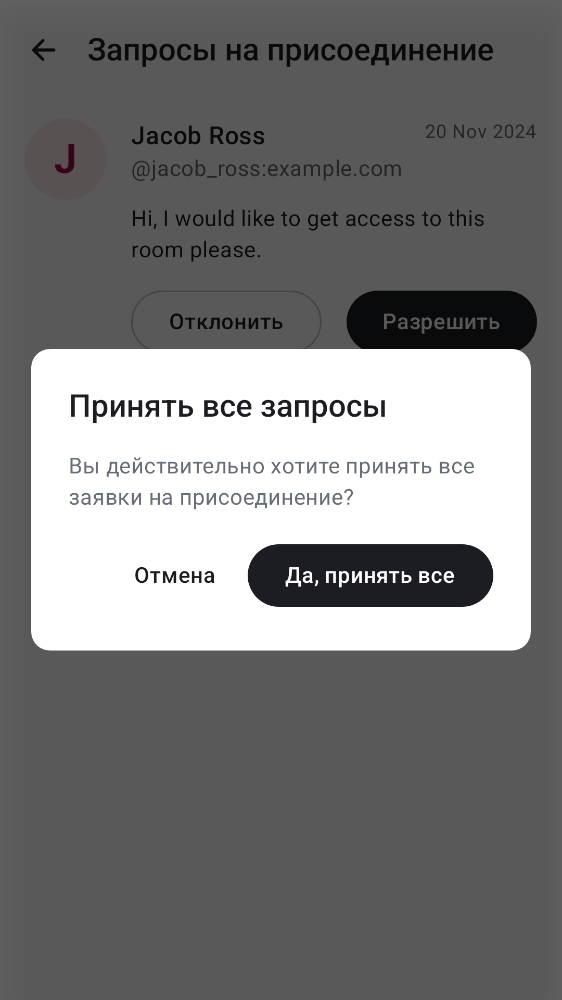 Запросы на присоединение
J
Jacob Ross
20 Nov 2024
@jacob_ross:example.com
Hi, I would like to get access to this
room please.
Отклонить
Разрешить
Принять все запросы
Вы действительно хотите принять все
заявки на присоединение?
Отмена
Да, принять все